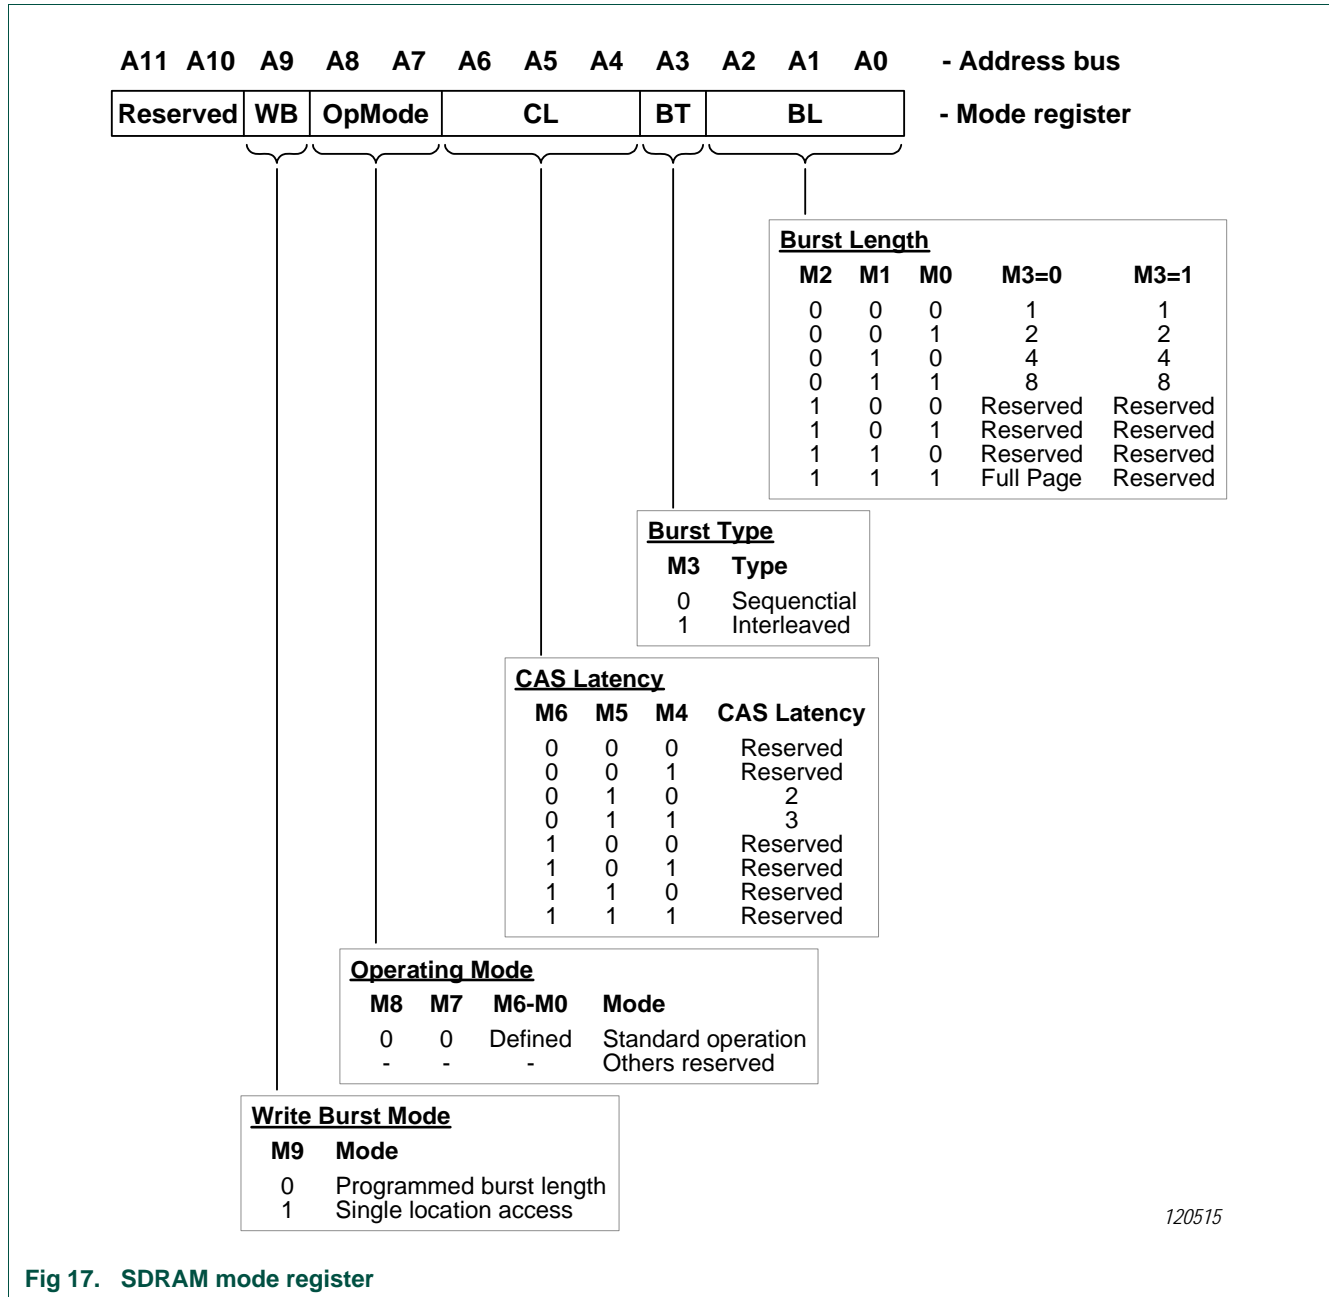 A11 A10 A9 A8 A7 A6 A5 A4 A3 A2 A1 A0 - Address bus
Reserved WB OpMode CL BT BL - Mode register
Burst Length
M2 M1 M0 M3=0 M3=1
0 0 0 1 1
0 0 1 2 2
0 1 0 4 4
0 1 1 8 8
1 0 0 Reserved Reserved
1 0 1 Reserved Reserved
1 1 0 Reserved Reserved
1 1 1 Full Page Reserved
Burst Type
M3 Type
0 Sequenctial
1 Interleaved
CAS Latency
M6 M5 M4 CAS Latency
0 0 0 Reserved
0 0 1 Reserved
0 1 0 2
0 1 1 3
1 0 0 Reserved
1 0 1 Reserved
1 1 0 Reserved
1 1 1 Reserved
Operating Mode
M8 M7 M6-M0 Mode
0 0 Defined Standard operation
- - - Others reserved
Write Burst Mode
M9 Mode
0 Programmed burst length
1 Single location access
120515
Fig 17. SDRAM mode register